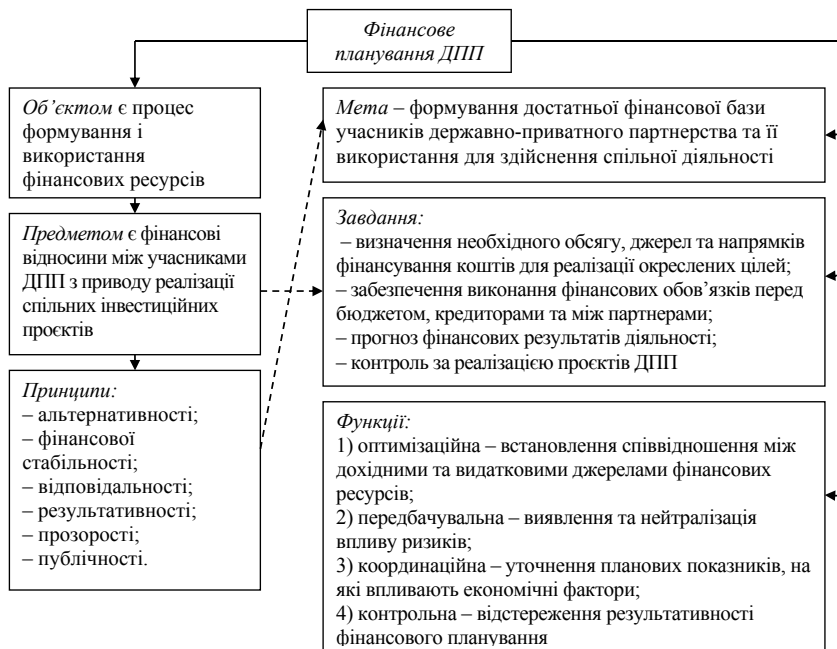 Фінансове
планування ДПП
Об’єктом є процес
формування і
використання
фінансових ресурсів
Предметом є фінансові
відносини між учасниками
ДПП з приводу реалізації
спільних інвестиційних
проєктів
Принципи:
– альтернативності;
– фінансової
стабільності;
– відповідальності;
– результативності;
– прозорості;
– публічності.
Мета – формування достатньої фінансової бази
учасників державно-приватного партнерства та її
використання для здійснення спільної діяльності
Завдання:
– визначення необхідного обсягу, джерел та напрямків
фінансування коштів для реалізації окреслених цілей;
– забезпечення виконання фінансових обов’язків перед
бюджетом, кредиторами та між партнерами;
– прогноз фінансових результатів діяльності;
– контроль за реалізацією проєктів ДПП
Функції:
1) оптимізаційна – встановлення співвідношення між
дохідними та видатковими джерелами фінансових
ресурсів;
2) передбачувальна – виявлення та нейтралізація
впливу ризиків;
3) координаційна – уточнення планових показників, на
які впливають економічні фактори;
4) контрольна – відстереження результативності
фінансового планування